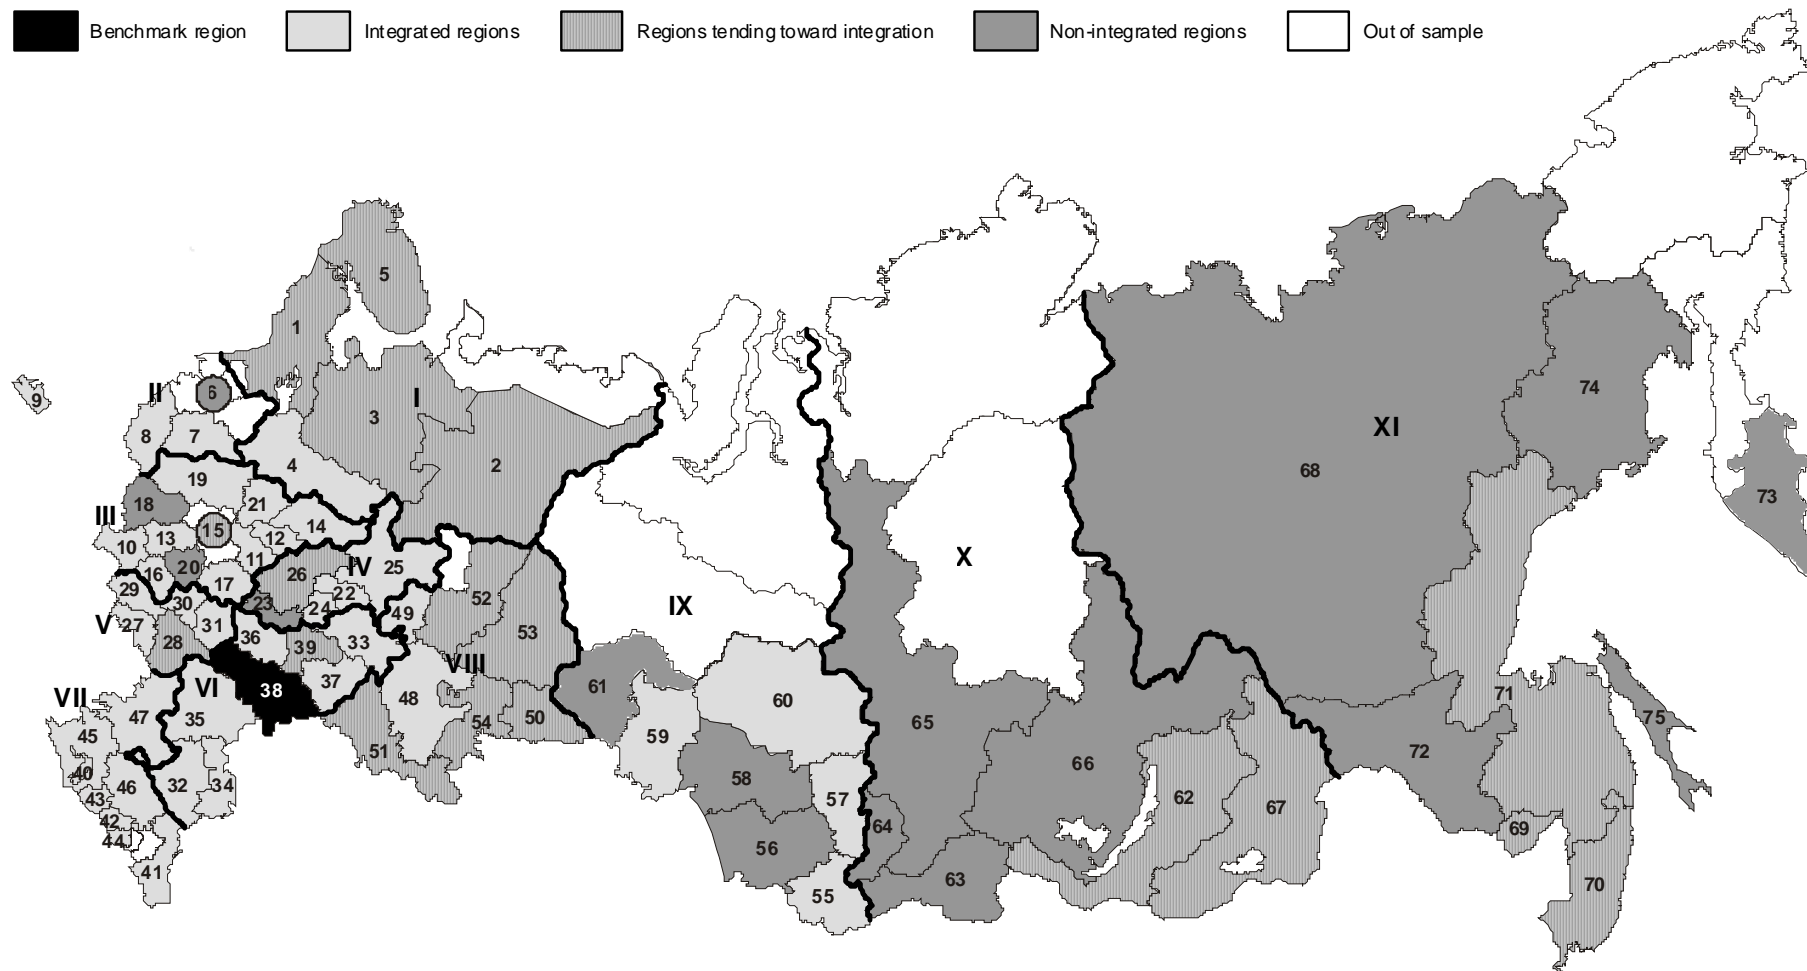 Benchmark region Integrated regions Regions tending toward integration Non-integrated regions Out of sample
5
1
II 6
9
I
3
74
8 7
XI
4 2
68
19
18 21
73
III 15 14
13 12
10
11
X
20 26 IV 25
16
17
29 22
30 23 24 52
IX
49
V 27 31
28 36 33 53
39
VIII
VI 38 37 61
VII 48 71
60
47 35 54 50 65 75
45 59
51 72
66
40 58
46 32 34 57 62
43 67
42 64
44 56 69
41 63
55 70